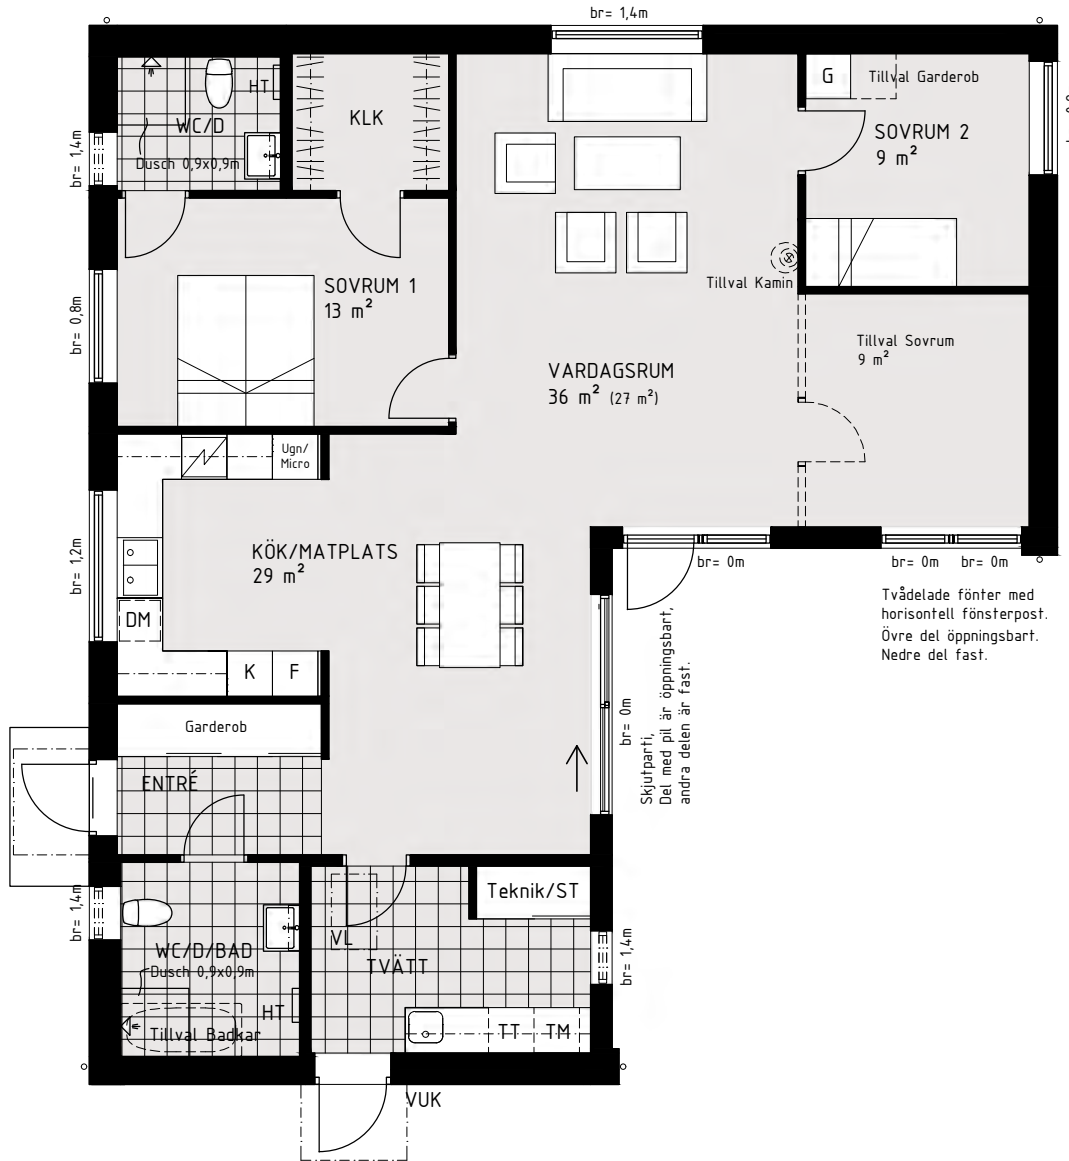 br= 1,4m
HT
WC/D
Dusch 0,9x0,9m
br= 1,4m
KLK
G
Tillval Garderob
SOVRUM 2
9 m²
SOVRUM 1
13 m²
br= 0,8m
Tillval Kamin
Tillval Sovrum
9 m²
VARDAGSRUM
36 m² (27 m²)
Ugn/
Micro
KÖK/MATPLATS
29 m²
br= 1,2m
DM
K
F
br= 0m
br= 0m
br= 0m
Tvådelade fönter med
horisontell fönsterpost.
Övre del öppningsbart.
Nedre del fast.
br= 0m
Skjutparti,
Del med pil är öppningsbart,
andra delen är fast.
Garderob
ENTRÉ
br= 1,4m
WC/D/BAD
Dusch 0,9x0,9m
HT
Tillval Badkar
VL
TVÄTT
Teknik/ST
br= 1,4m
TT
TM
VUK